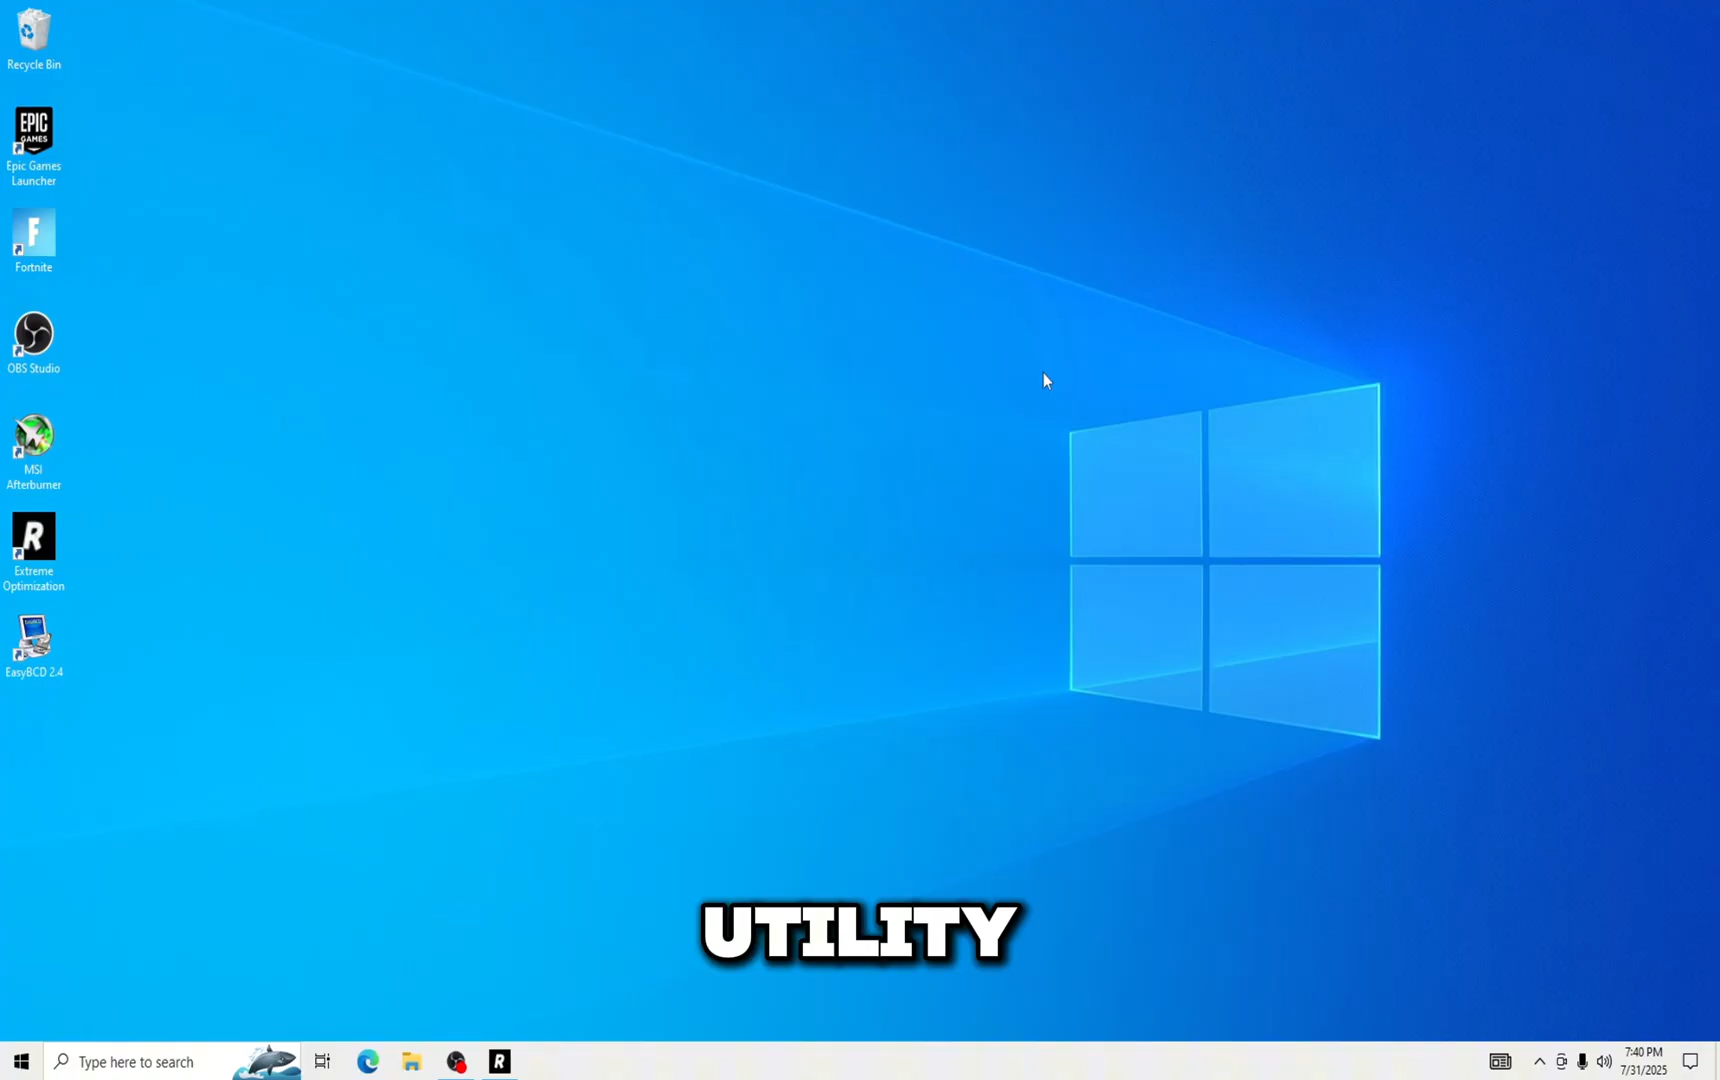 Recycle Bin
EPIC
GAMES
Epic Games
Launcher
F
Fortnite
OBS Studio
MSI
Afterburner
R
Extreme
Optimization
EasyBCD 2.4
UTILITY
Type here to search
R
7:40 PM
7/31/2025